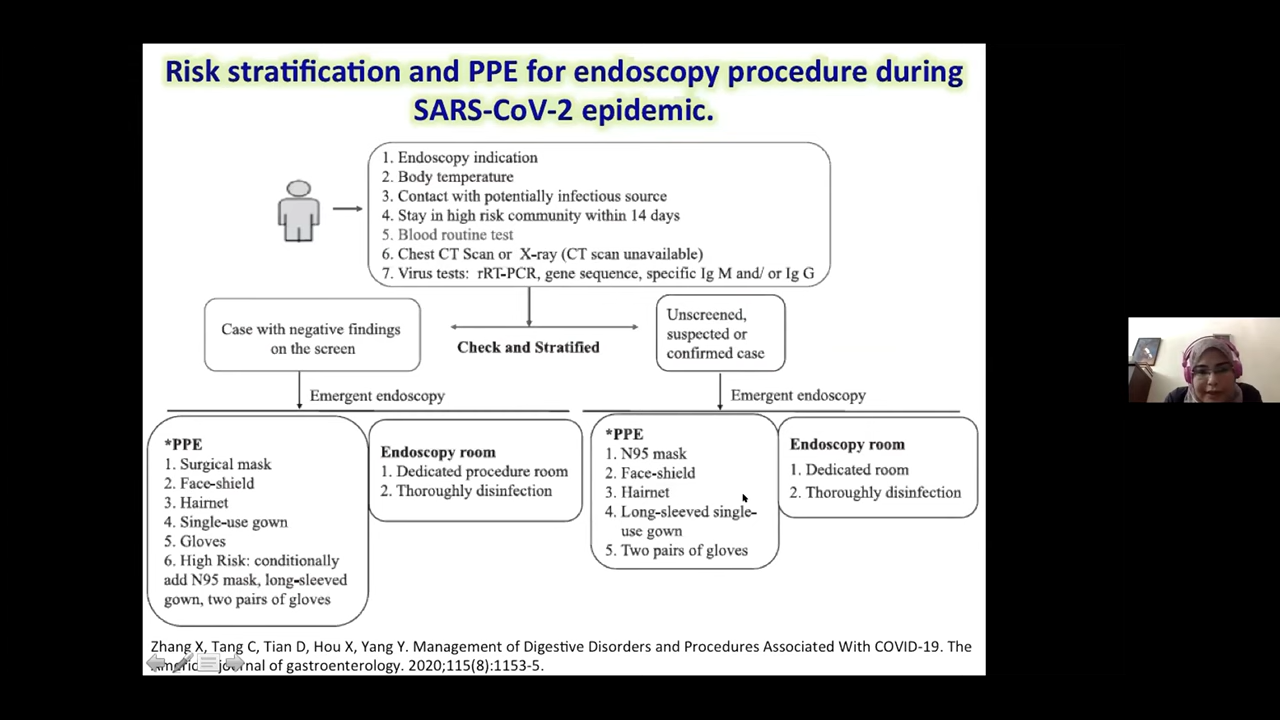 Risk stratification and PPE for endoscopy procedure during
SARS-CoV-2 epidemic.
1. Endoscopy indication
2. Body temperature
3. Contact with potentially infectious source
4. Stay in high risk community within 14 days
5. Blood routine test
6. Chest CT Scan or X-ray (CT scan unavailable)
7. Virus tests: rRT-PCR, gene sequence, specific Ig M and/ or Ig G
Case with negative findings
on the screen
Check and Stratified
Unscreened,
suspected or
confirmed case
Emergent endoscopy
Emergent endoscopy
*PPE
1. Surgical mask
2. Face-shield
3. Hairnet
4. Single-use gown
5. Gloves
6. High Risk: conditionally
add N95 mask, long-sleeved
gown, two pairs of gloves
Endoscopy room
1. Dedicated procedure room
2. Thoroughly disinfection
*PPE
1. N95 mask
2. Face-shield
3. Hairnet
4. Long-sleeved single-
use gown
5. Two pairs of gloves
Endoscopy room
1. Dedicated room
2. Thoroughly disinfection
Zhang X, Tang C, Tian D, Hou X, Yang Y. Management of Digestive Disorders and Procedures Associated With COVID-19. The
American journal of gastroenterology. 2020;115(8):1153-5.